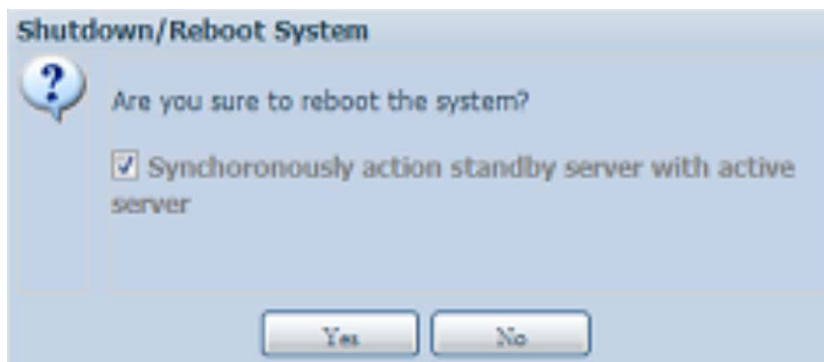 Shutdown/Reboot System
Are you sure to reboot the system?
Synchoronously action standby server with active
server
Yes
No